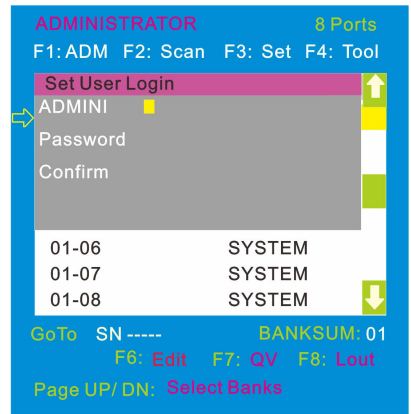 ADMINISTRATOR 8 Ports
F1: ADM F2: Scan F3: Set F4: Tool
Set User Login
ADMINI
Password
Confirm
01-06 SYSTEM
01-07 SYSTEM
01-08 SYSTEM
GoTo SN ----- BANKSUM: 01
F6: Edit F7: QV F8: Lout
Page UP/ DN: Select Banks